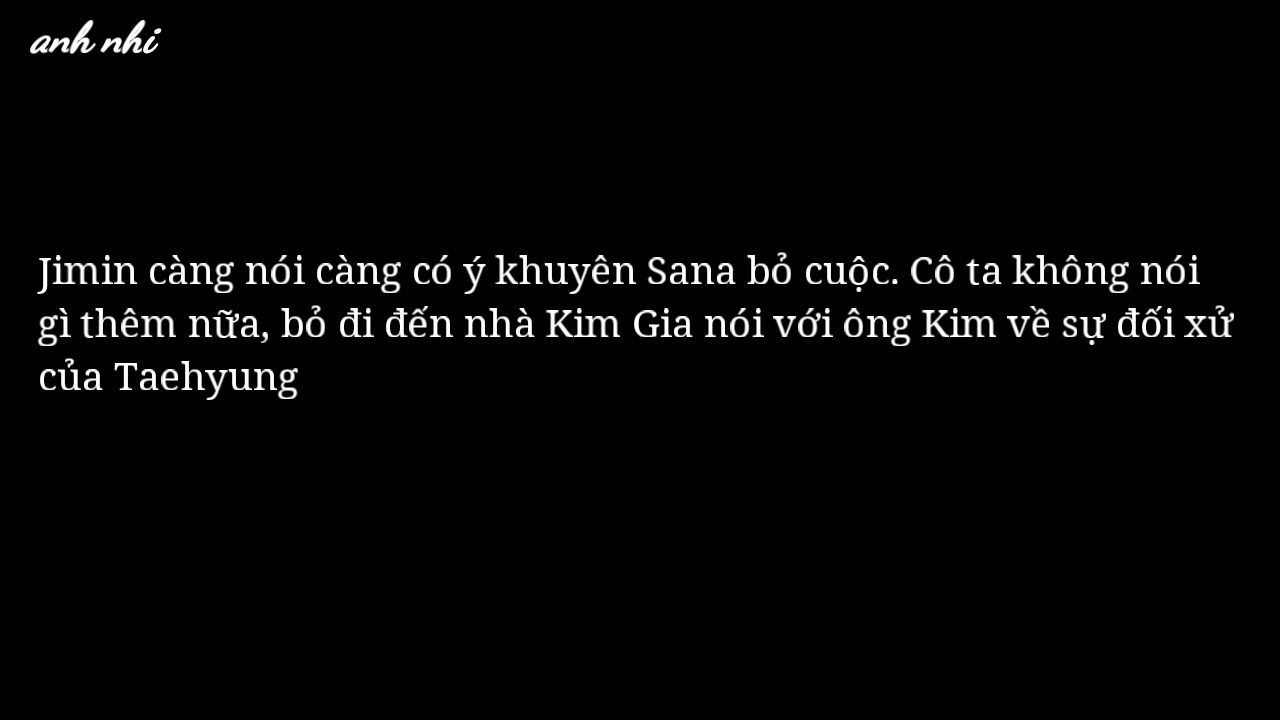 anh nhi
Jimin càng nói càng có ý khuyên Sana bỏ cuộc. Cô ta không nói
gì thêm nữa, bỏ đi đến nhà Kim Gia nói với ông Kim về sự đối xử
của Taehyung